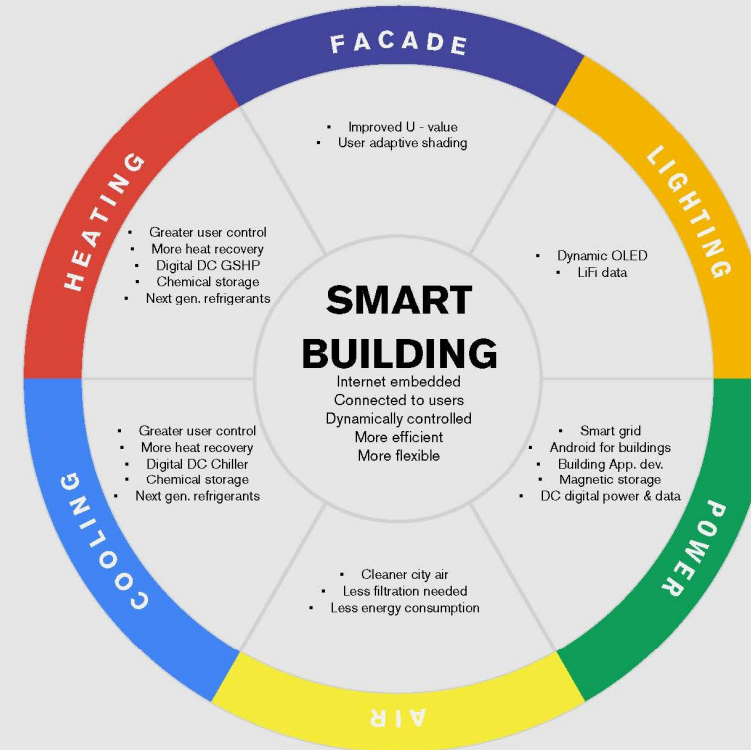 FACADE
Improved U - value
User adaptive shading
LIGHTING
Dynamic OLED
LiFi data
POWER
Smart grid
Android for buildings
Building App. dev.
Magnetic storage
DC digital power & data
AIR
Cleaner city air
Less filtration needed
Less energy consumption
COOLING
Greater user control
More heat recovery
Digital DC Chiller
Chemical storage
Next gen. refrigerants
HEATING
Greater user control
More heat recovery
Digital DC GSHP
Chemical storage
Next gen. refrigerants
SMART
BUILDING
Internet embedded
Connected to users
Dynamically controlled
More efficient
More flexible